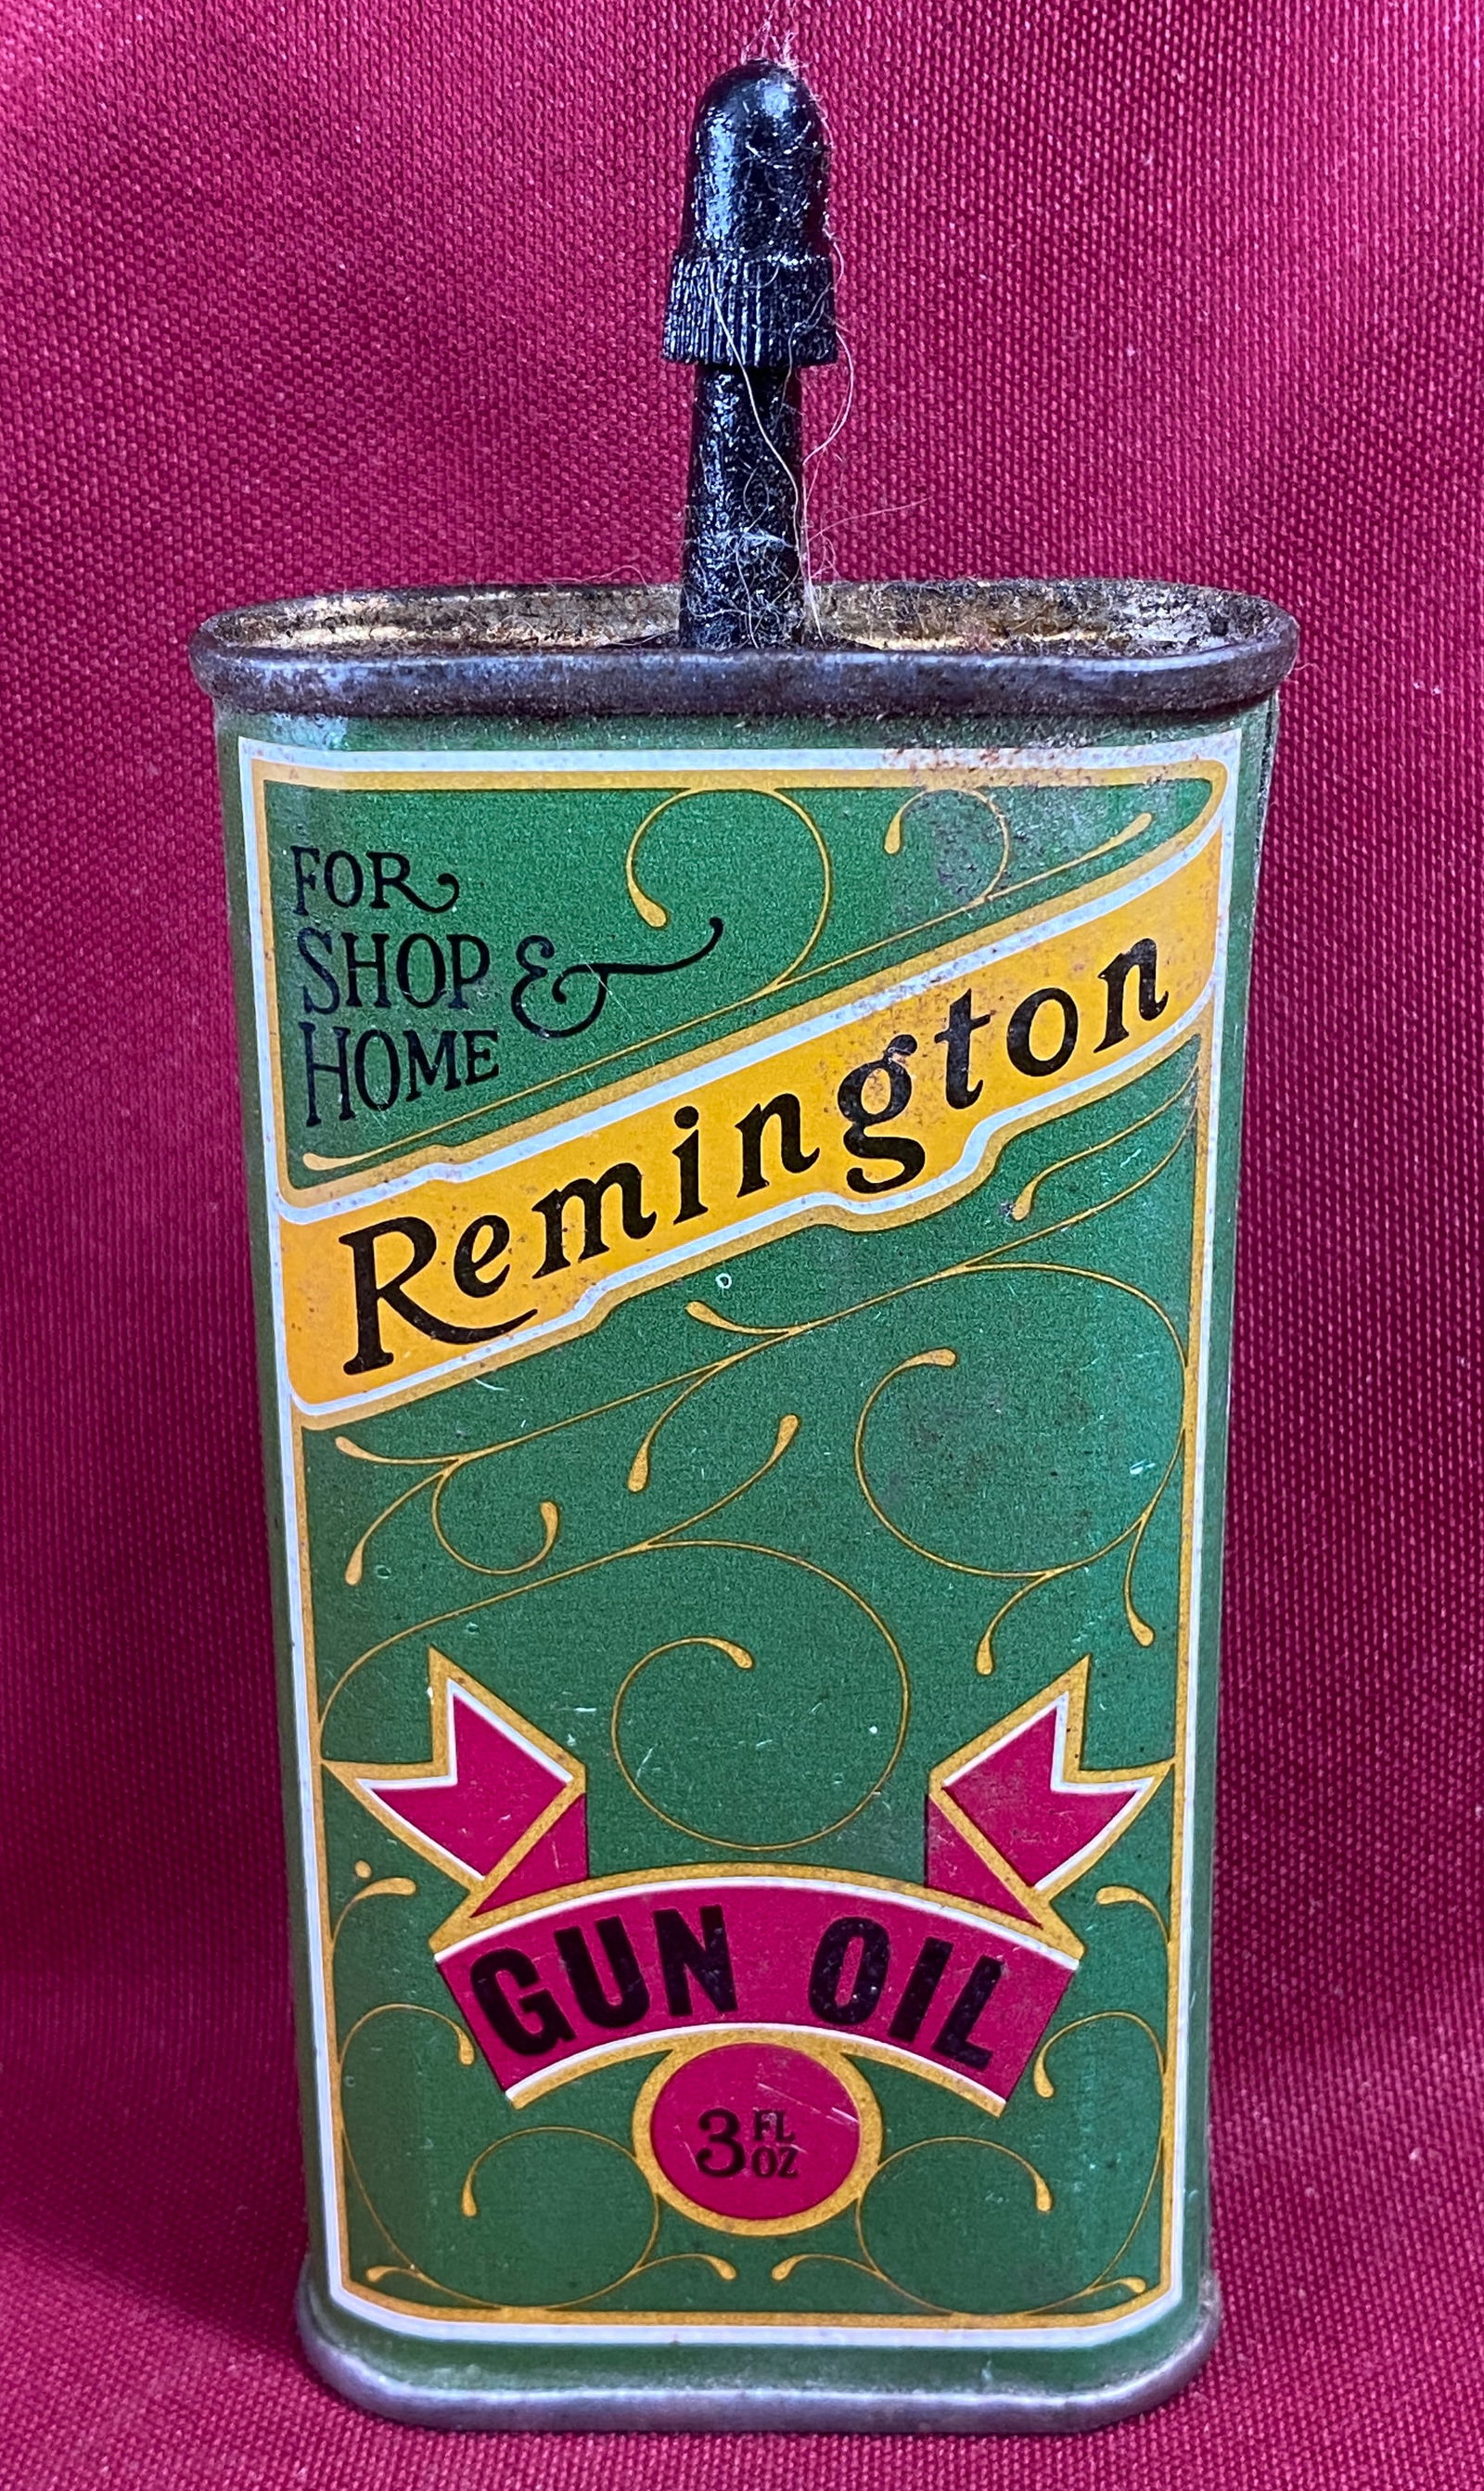 FOR
SHOP &
HOME
Remington
GUN OIL
3 FL
OZ